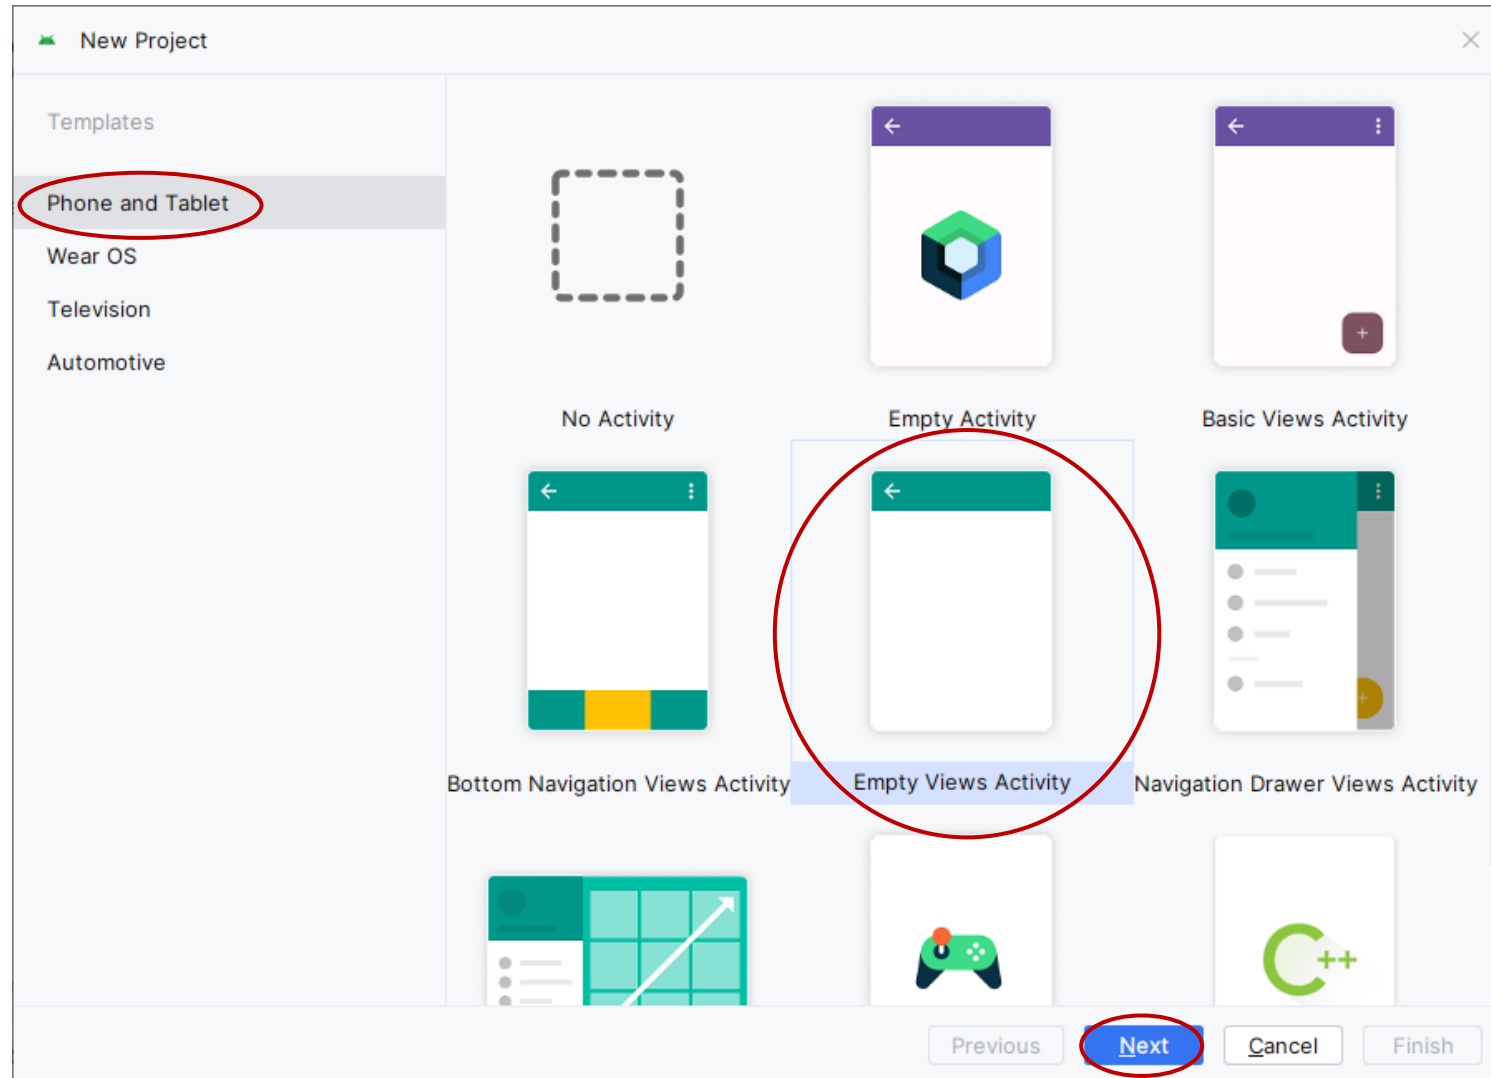 New Project
Templates
Phone and Tablet
Wear OS
Television
Automotive
No Activity
Empty Activity
Basic Views Activity
Bottom Navigation Views Activity
Empty Views Activity
Navigation Drawer Views Activity
C++
Previous
Next
Cancel
Finish